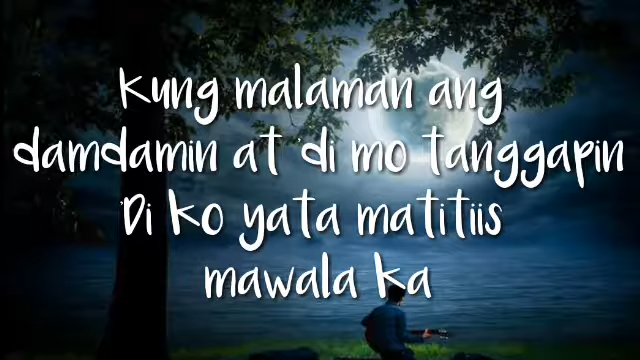 Kung malaman ang
damdamin at 'di mo tanggapin
'Di ko yata matitiis
mawala ka